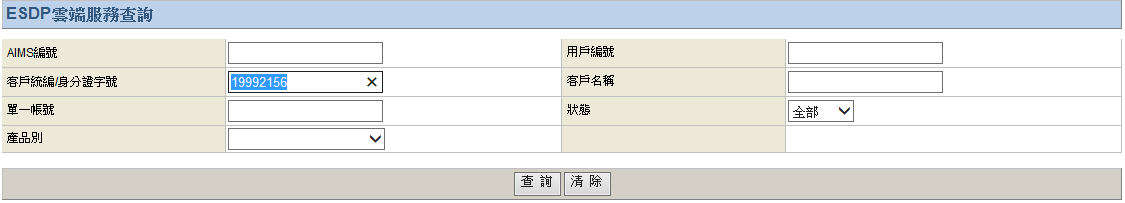 ESDP雲端服務查詢
AIMS編號 用戶編號
客戶統編/身分證字號 19992156 客戶名稱
單一帳號 狀態 全部
產品別
查 詢 清 除